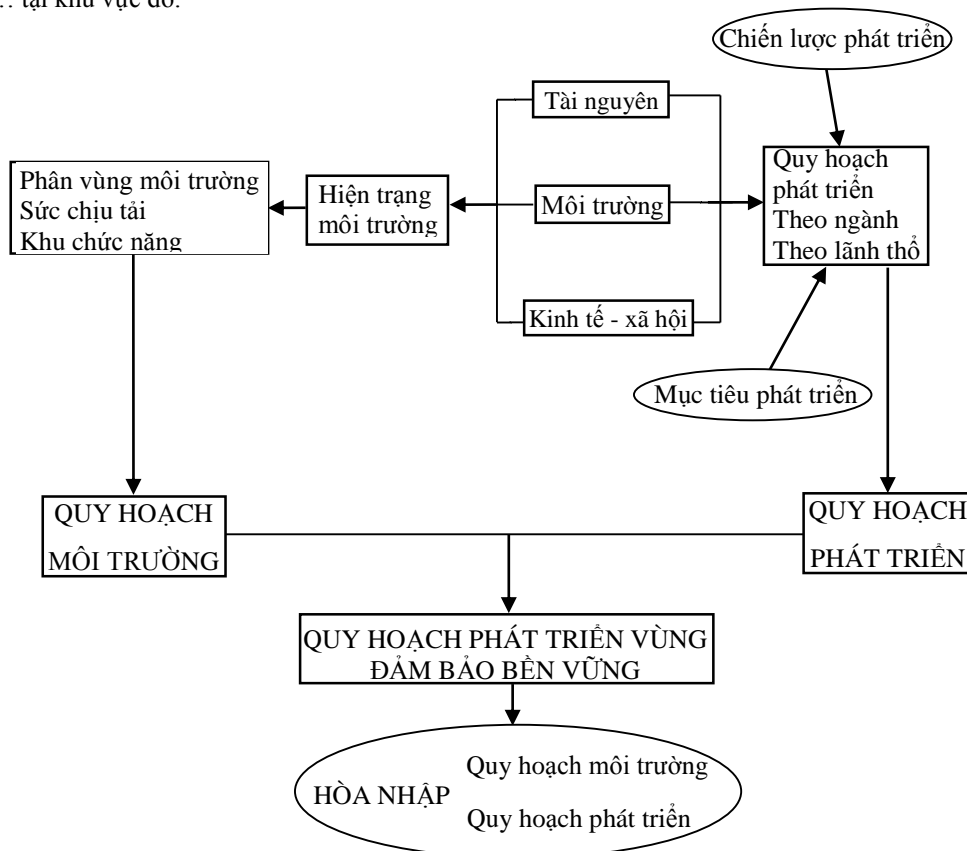 … tại khu vực đó.
Chiến lược phát triển
Tài nguyên
Quy hoạch
phát triển
Theo ngành
Theo lãnh thổ
Phân vùng môi trường
Sức chịu tải
Khu chức năng
Hiện trạng
môi trường
Môi trường
Kinh tế - xã hội
Mục tiêu phát triển
QUY HOẠCH
MÔI TRƯỜNG
QUY HOẠCH
PHÁT TRIỂN
QUY HOẠCH PHÁT TRIỂN VÙNG
ĐẢM BẢO BỀN VỮNG
HÒA NHẬP
Quy hoạch môi trường
Quy hoạch phát triển